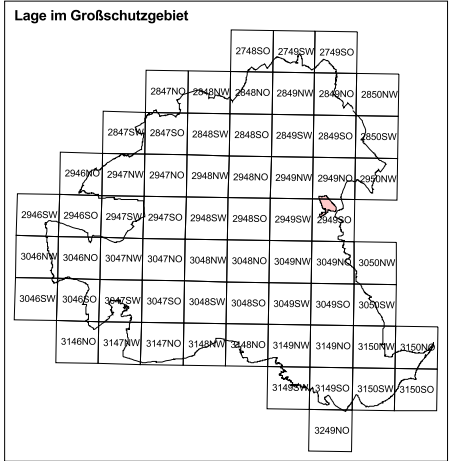 Lage im Großschutzgebiet
2748SO 2749SW 2749SO
2847NO 2848NW 2848NO 2849NW 2849NO 2850NW
2847SW 2847SO 2848SW 2848SO 2849SW 2849SO 2850SW
2946NO 2947NW 2947NO 2948NW 2948NO 2949NW 2949NO 2950NW
2946SW 2946SO 2947SW 2947SO 2948SW 2948SO 2949SW 2949SO
3046NW 3046NO 3047NW 3047NO 3048NW 3048NO 3049NW 3049NO 3050NW
3046SW 3046SO 3047SW 3047SO 3048SW 3048SO 3049SW 3049SO 3050SW
3146NO 3147NW 3147NO 3148NW 3148NO 3149NW 3149NO 3150NW 3150NO
3149SW 3149SO 3150SW 3150SO
3249NO